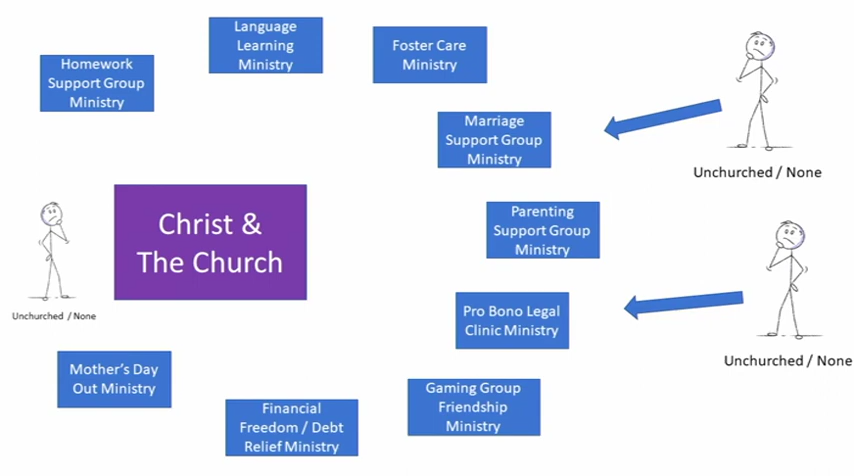 Language
Learning
Ministry
Foster Care
Ministry
Homework
Support Group
Ministry
Marriage
Support Group
Ministry
Unchurched / None
Christ &
The Church
Parenting
Support Group
Ministry
Unchurched / None
Pro Bono Legal
Clinic Ministry
Unchurched / None
Mother's Day
Out Ministry
Gaming Group
Friendship
Ministry
Financial
Freedom / Debt
Relief Ministry